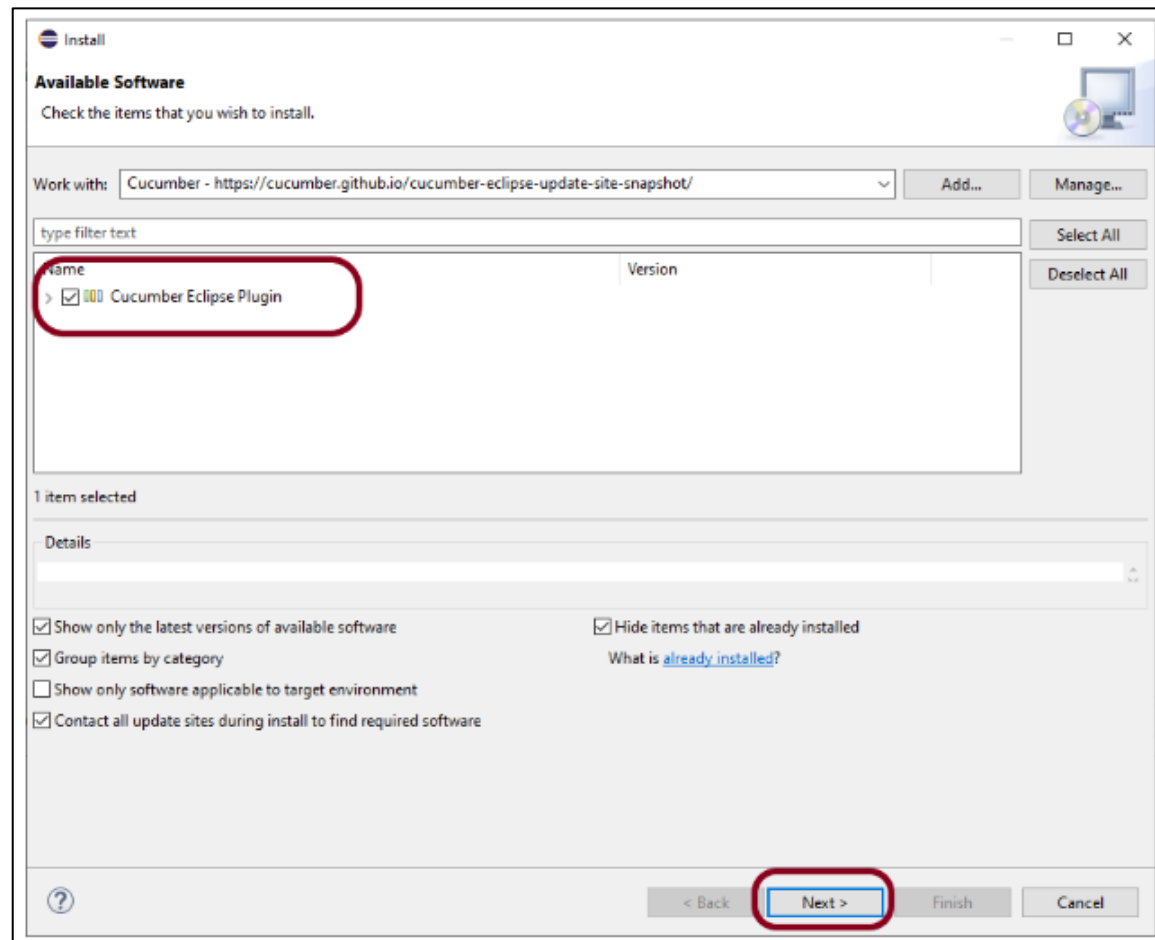 Install
Available Software
Check the items that you wish to install.
Work with: Cucumber - https://cucumber.github.io/cucumber-eclipse-update-site-snapshot/ Add... Manage...
type filter text Select All
Name Version Deselect All
Cucumber Eclipse Plugin
1 item selected
Details
Show only the latest versions of available software Hide items that are already installed
Group items by category What is already installed?
Show only software applicable to target environment
Contact all update sites during install to find required software
? < Back Next > Finish Cancel